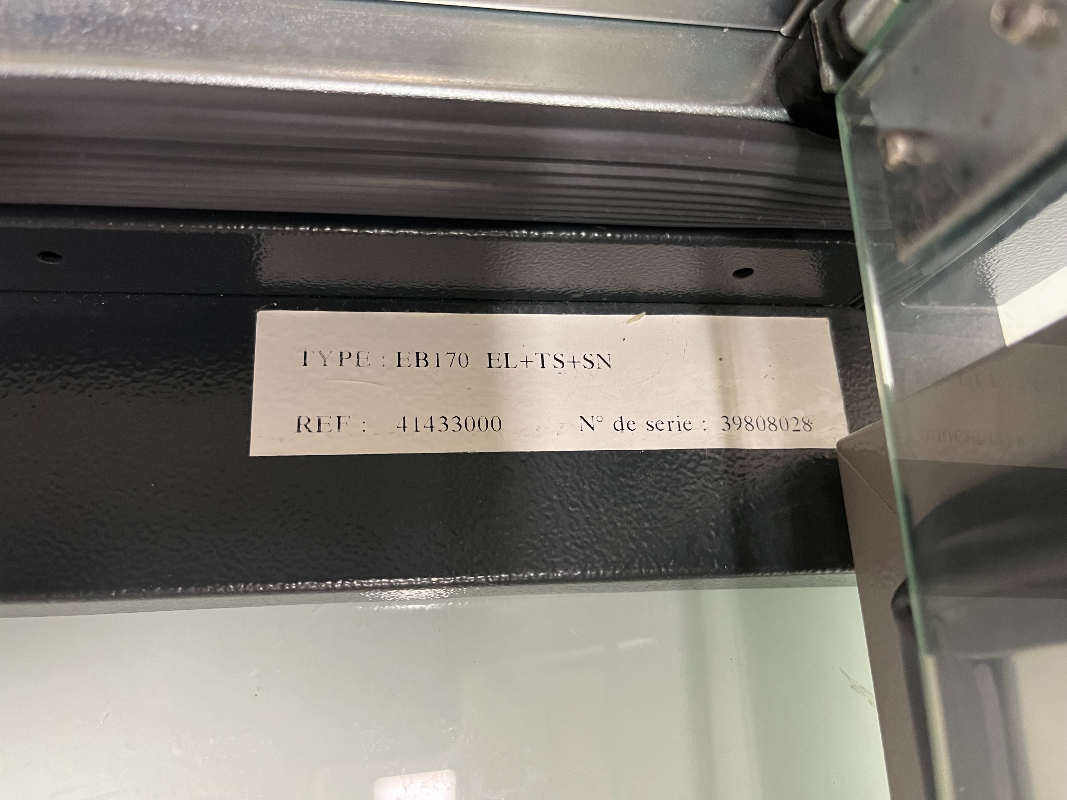 TYPE : EB170 EL+TS+SN
REF : 41433000 N° de serie : 39808028